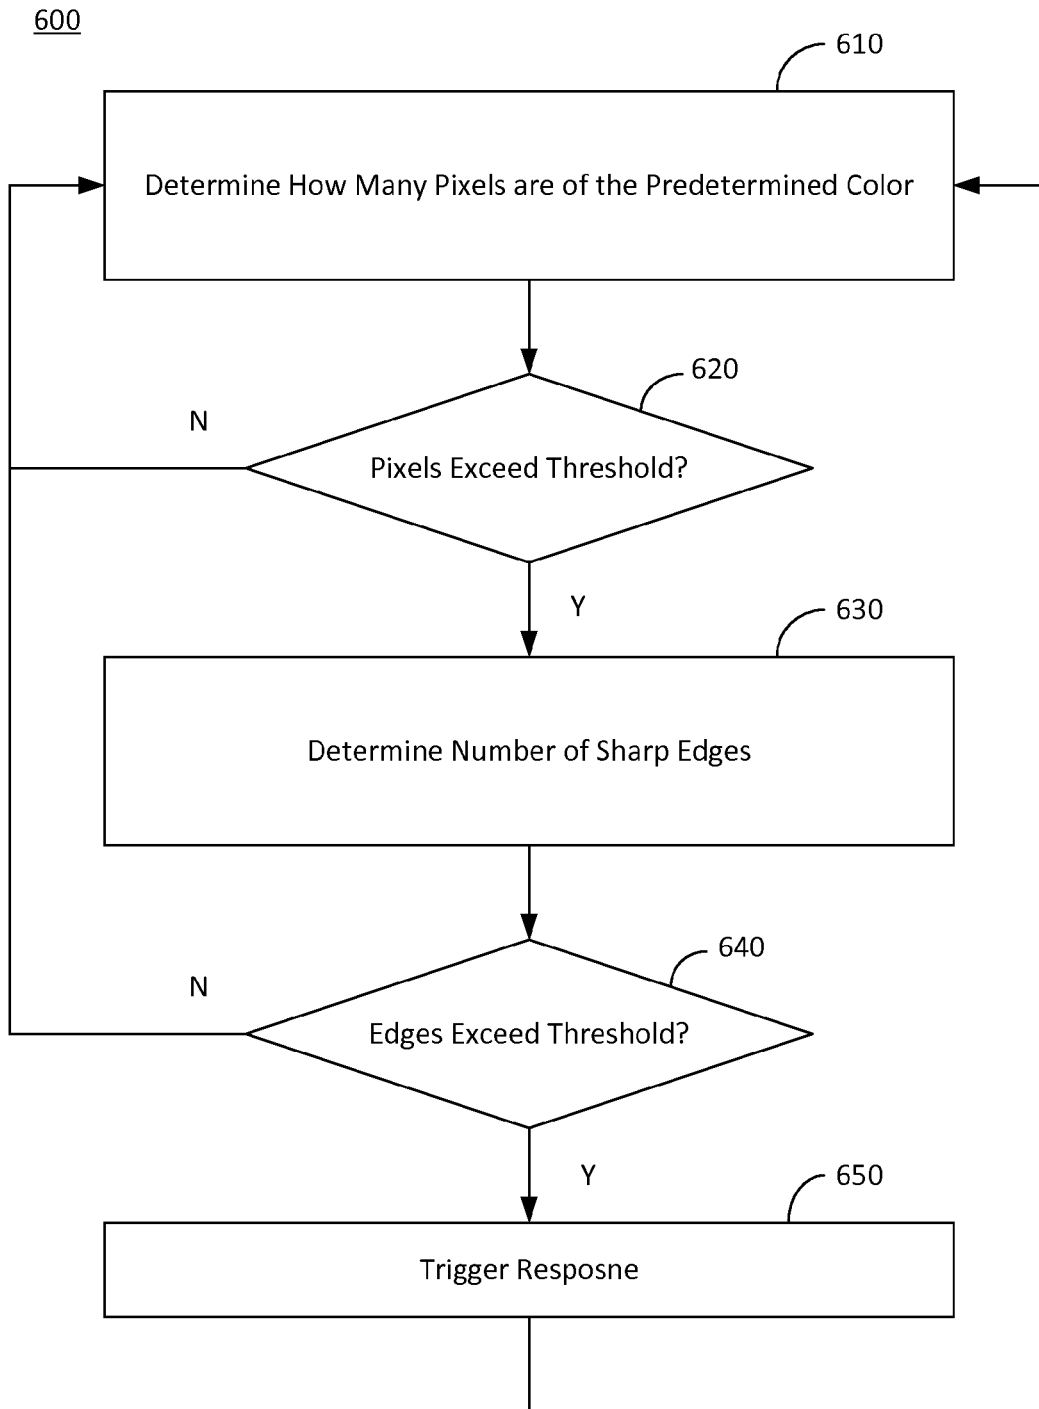 600
610
Determine How Many Pixels are of the Predetermined Color
620
N
Pixels Exceed Threshold?
Y
630
Determine Number of Sharp Edges
640
N
Edges Exceed Threshold?
Y
650
Trigger Resposne